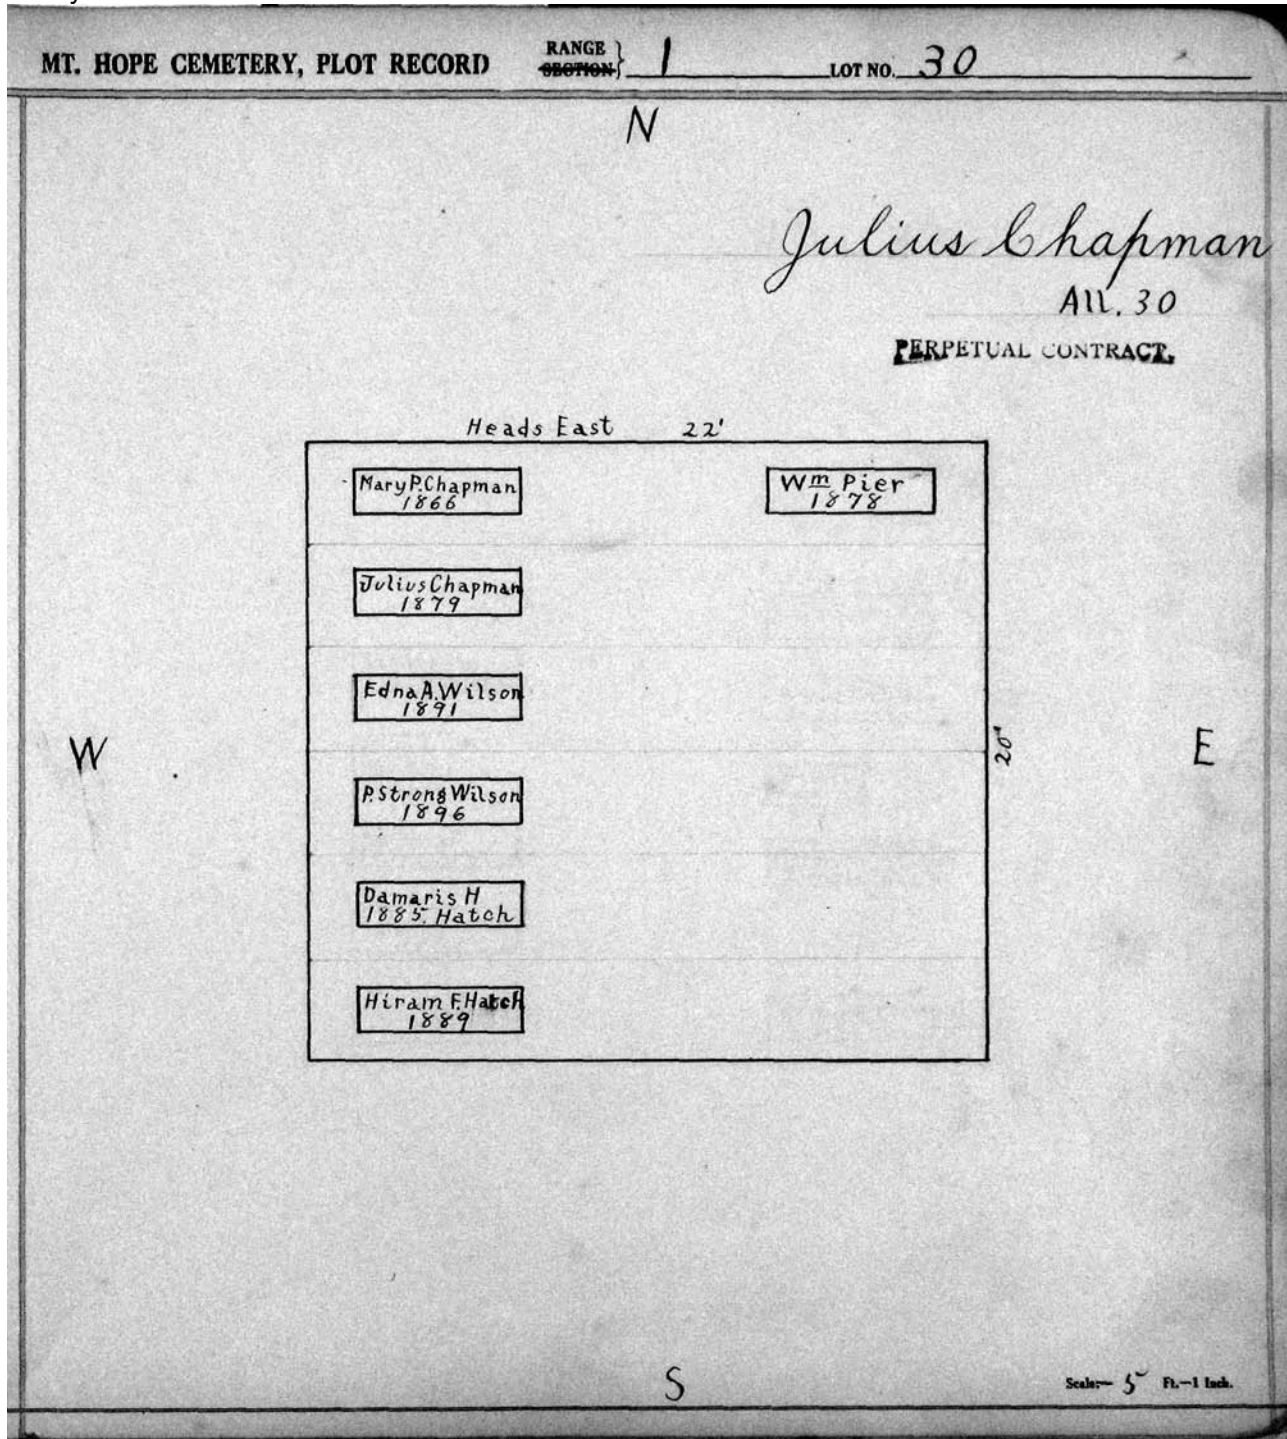 MT. HOPE CEMETERY, PLOT RECORD RANGE SECTION } 1 LOT NO. 30
N
Julius Chapman
All. 30
PERPETUAL CONTRACT.
Heads East 22'
Mary P. Chapman
1866
Wm Pier
1878
Julius Chapman
1879
Edna A. Wilson
1891
W
20'
E
P. Strong Wilson
1896
Damaris H
1885. Hatch
Hiram F. Hatch
1889
S
Scale:— 5 Ft.—1 Inch.